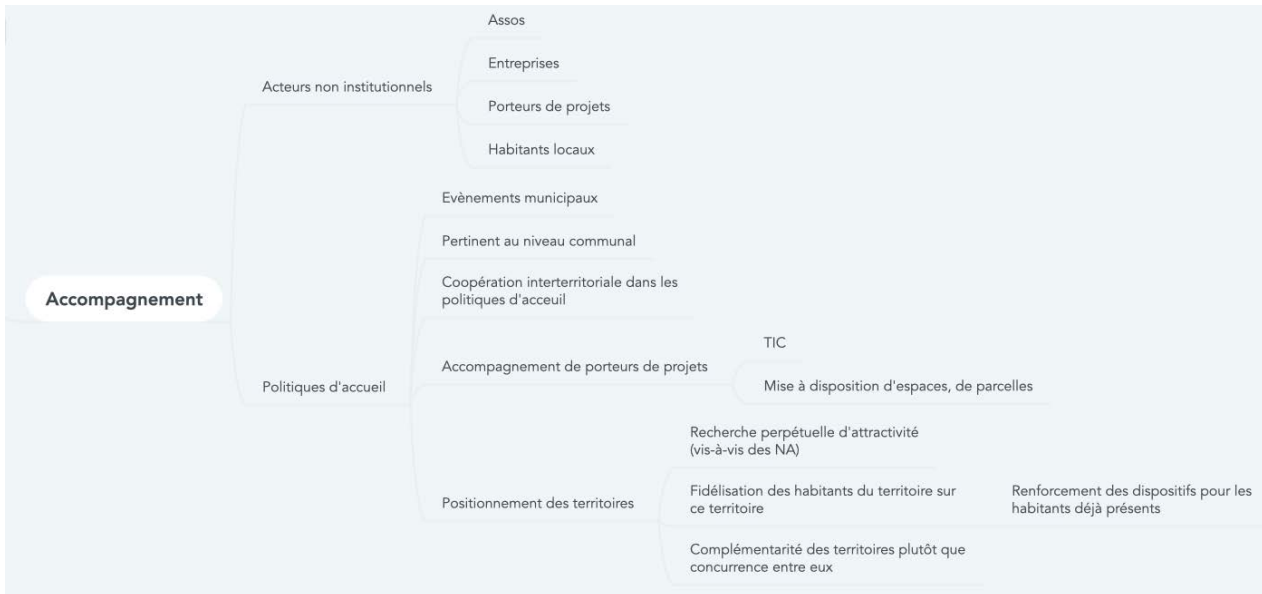 Assos
Entreprises
Acteurs non institutionnels
Porteurs de projets
Habitants locaux
Evènements municipaux
Pertinent au niveau communal
Coopération interterritoriale dans les
politiques d'acceuil
Accompagnement
TIC
Accompagnement de porteurs de projets
Mise à disposition d'espaces, de parcelles
Politiques d'accueil
Recherche perpétuelle d'attractivité
(vis-à-vis des NA)
Positionnement des territoires
Fidélisation des habitants du territoire sur
ce territoire
Renforcement des dispositifs pour les
habitants déjà présents
Complémentarité des territoires plutôt que
concurrence entre eux